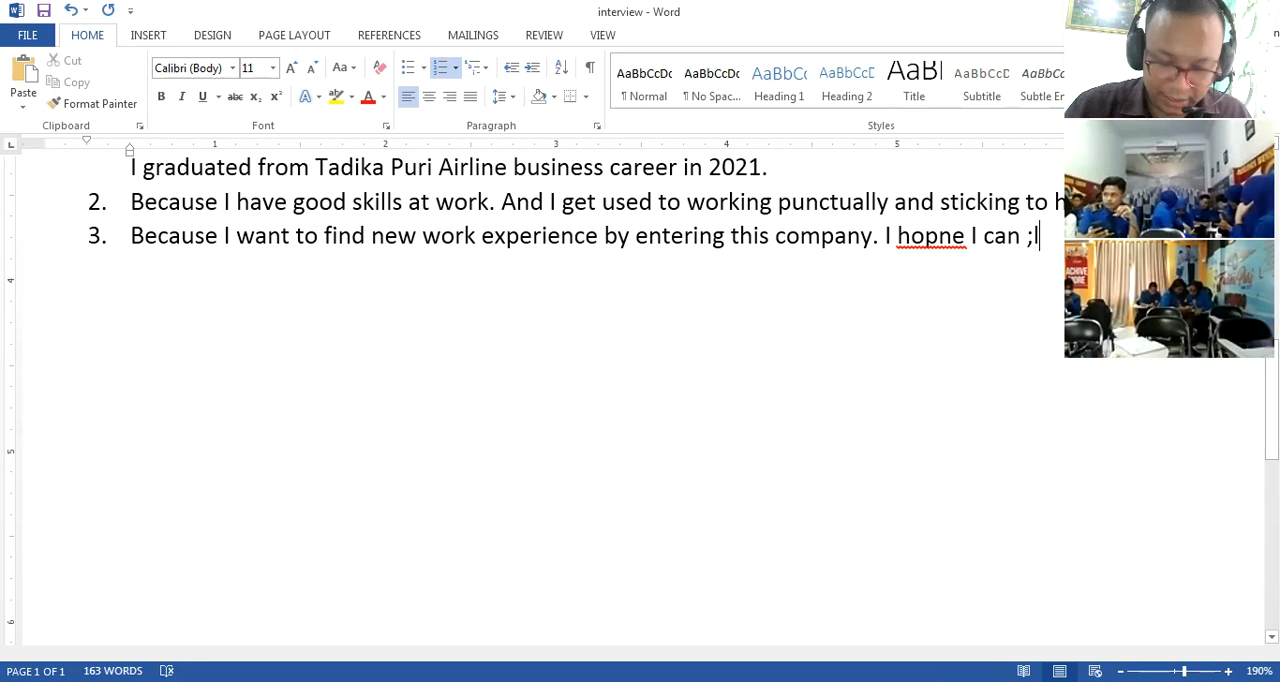 interview - Word
FILE HOME INSERT DESIGN PAGE LAYOUT REFERENCES MAILINGS REVIEW VIEW
Cut
Copy
Paste
Format Painter
Calibri (Body) 11
Clipboard Font Paragraph Styles
AaBbCcDc AaBbCcDc AaBbCc AaBbCcE AaBI AaBbCcD AaBbCcD
¶ Normal ¶ No Spac... Heading 1 Heading 2 Title Subtitle Subtle Em
I graduated from Tadika Puri Airline business career in 2021.
2. Because I have good skills at work. And I get used to working punctually and sticking to h
3. Because I want to find new work experience by entering this company. I hopne I can ;l
PAGE 1 OF 1 163 WORDS
190%